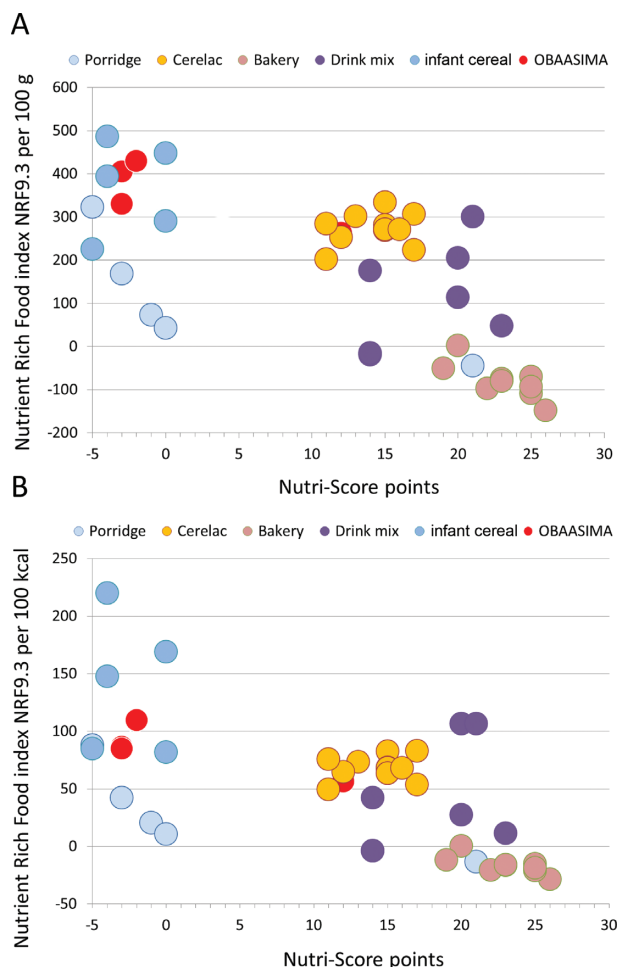 A
Porridge Cerelac Bakery Drink mix infant cereal OBAASIMA
Nutrient Rich Food index NRF9.3 per 100 g
600
500
400
300
200
100
0
-100
-200
-5 0 5 10 15 20 25 30
Nutri-Score points
B
Porridge Cerelac Bakery Drink mix infant cereal OBAASIMA
Nutrient Rich Food index NRF9.3 per 100 kcal
250
200
150
100
50
0
-50
-5 0 5 10 15 20 25 30
Nutri-Score points